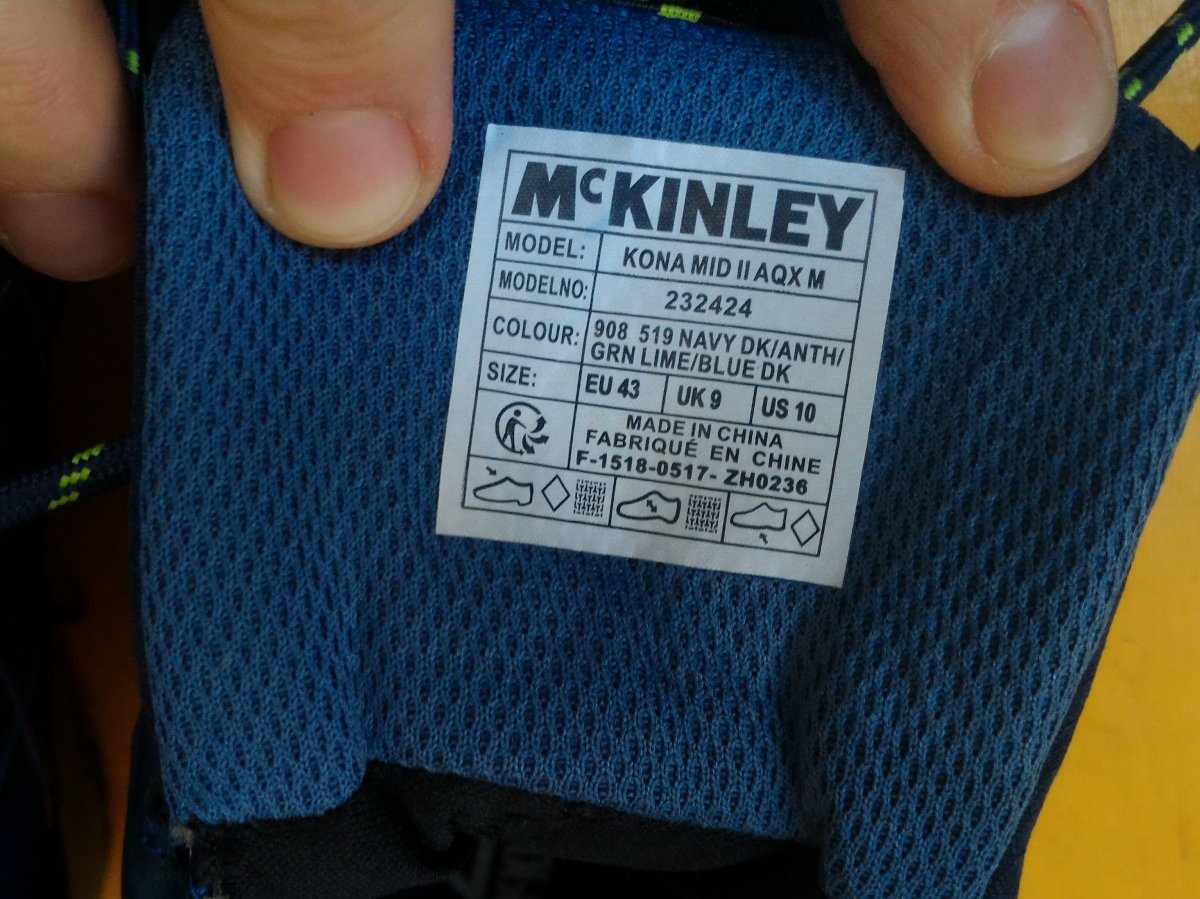 McKINLEY
MODEL: KONA MID II AQX M
MODELNO: 232424
COLOUR: 908 519 NAVY DK/ANTH/
GRN LIME/BLUE DK
SIZE: EU 43 UK 9 US 10
MADE IN CHINA
FABRIQUÉ EN CHINE
F-1518-0517- ZH0236